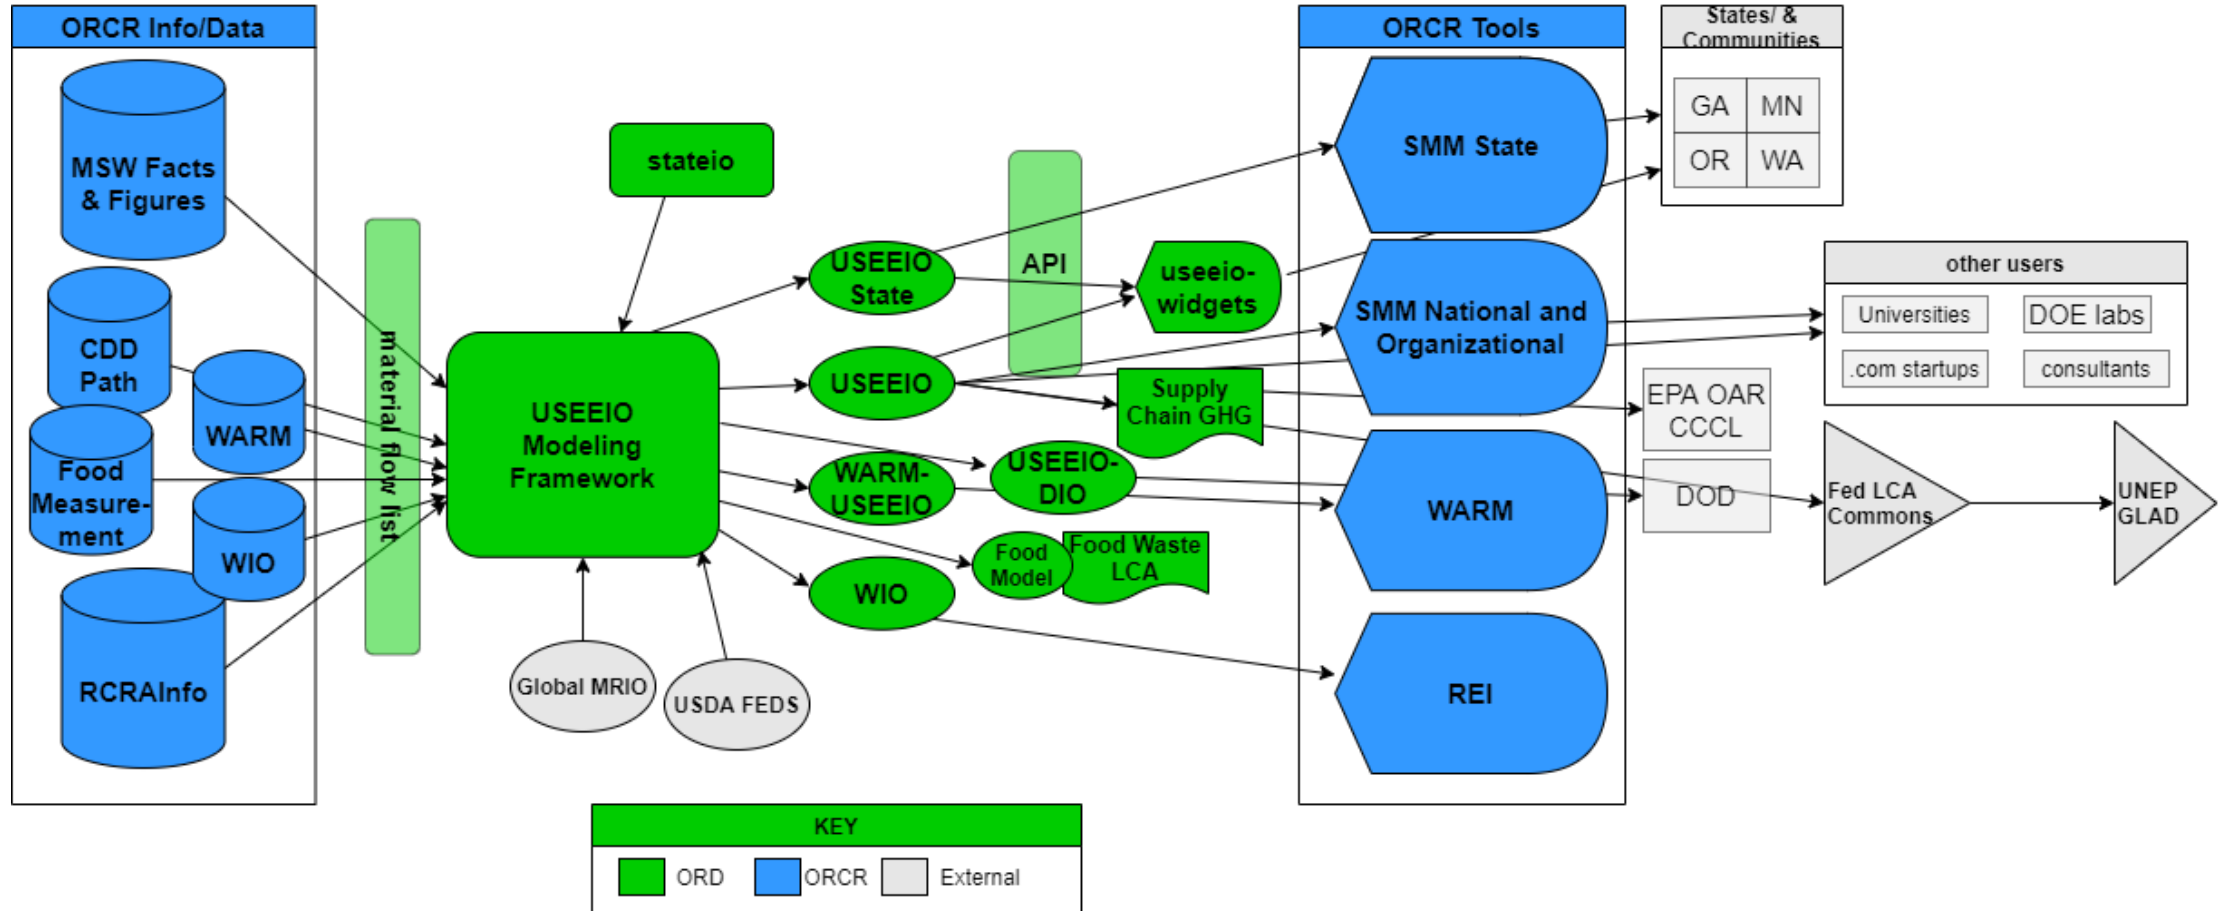 ORCR Info/Data
MSW Facts
& Figures
CDD
Path
WARM
Food
Measure-
ment
WIO
RCRAInfo
material flow list
stateio
USEEIO
Modeling
Framework
Global MRIO
USDA FEDS
USEEIO
State
USEEIO
WARM-
USEEIO
USEEIO-
DIO
Food
Model
Food Waste
LCA
WIO
API
useeio-
widgets
Supply
Chain GHG
ORCR Tools
SMM State
SMM National and
Organizational
WARM
REI
States/ &
Communities
GA MN
OR WA
other users
Universities DOE labs
.com startups consultants
EPA OAR
CCCL
DOD
Fed LCA
Commons
UNEP
GLAD
KEY
ORD ORCR External